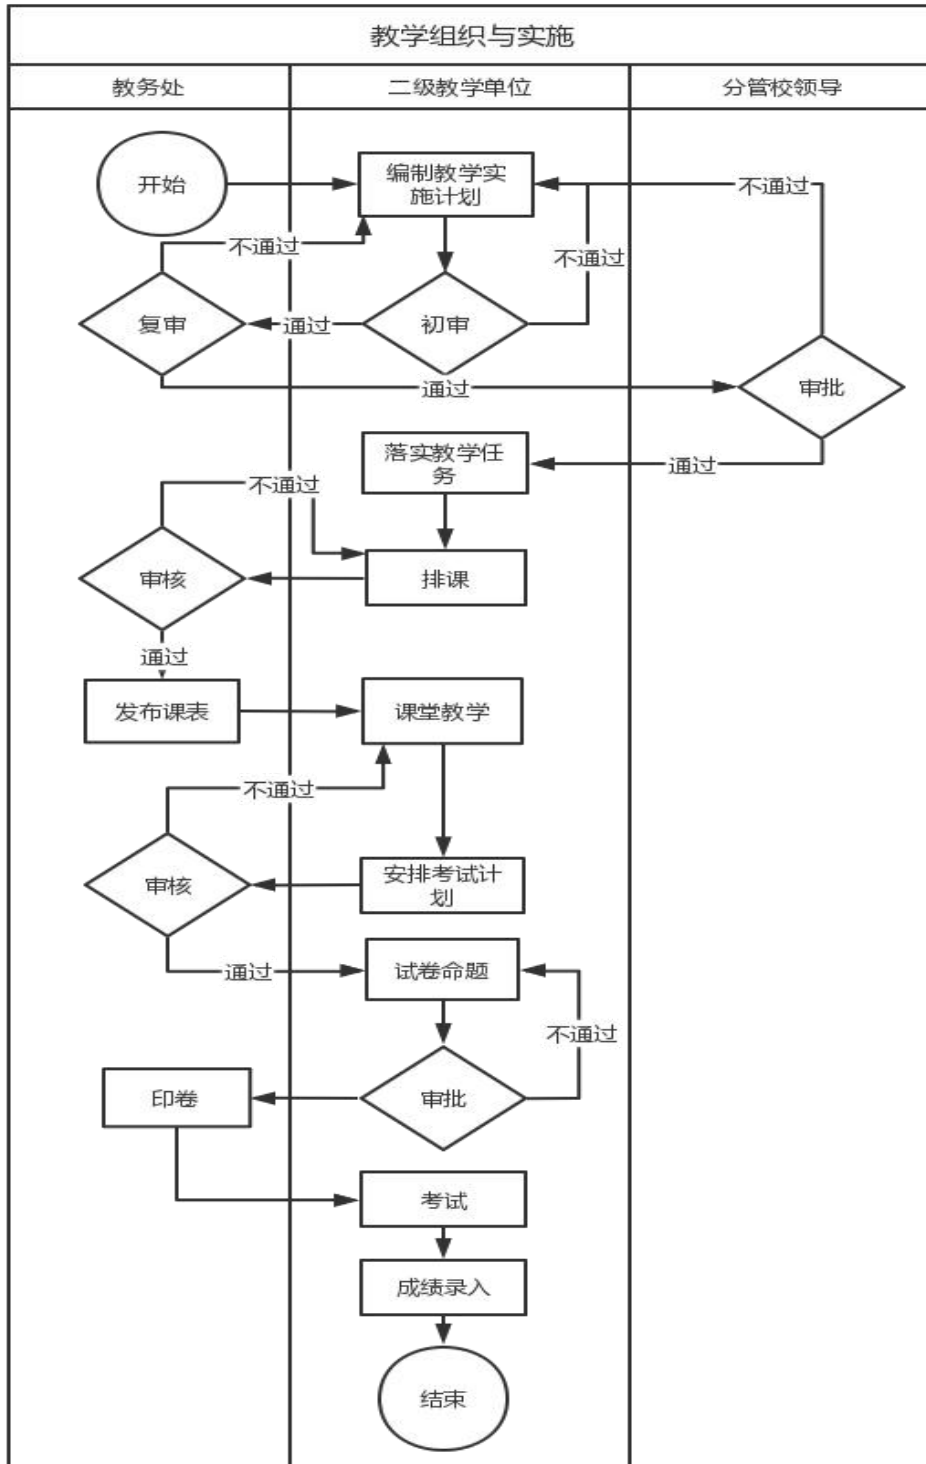 教学组织与实施
教务处
二级教学单位
分管校领导
开始
编制教学实
施计划
不通过
不通过
不通过
复审
通过
初审
通过
审批
落实教学任
务
通过
不通过
审核
排课
通过
发布课表
课堂教学
不通过
审核
安排考试计
划
通过
试卷命题
不通过
印卷
审批
考试
成绩录入
结束